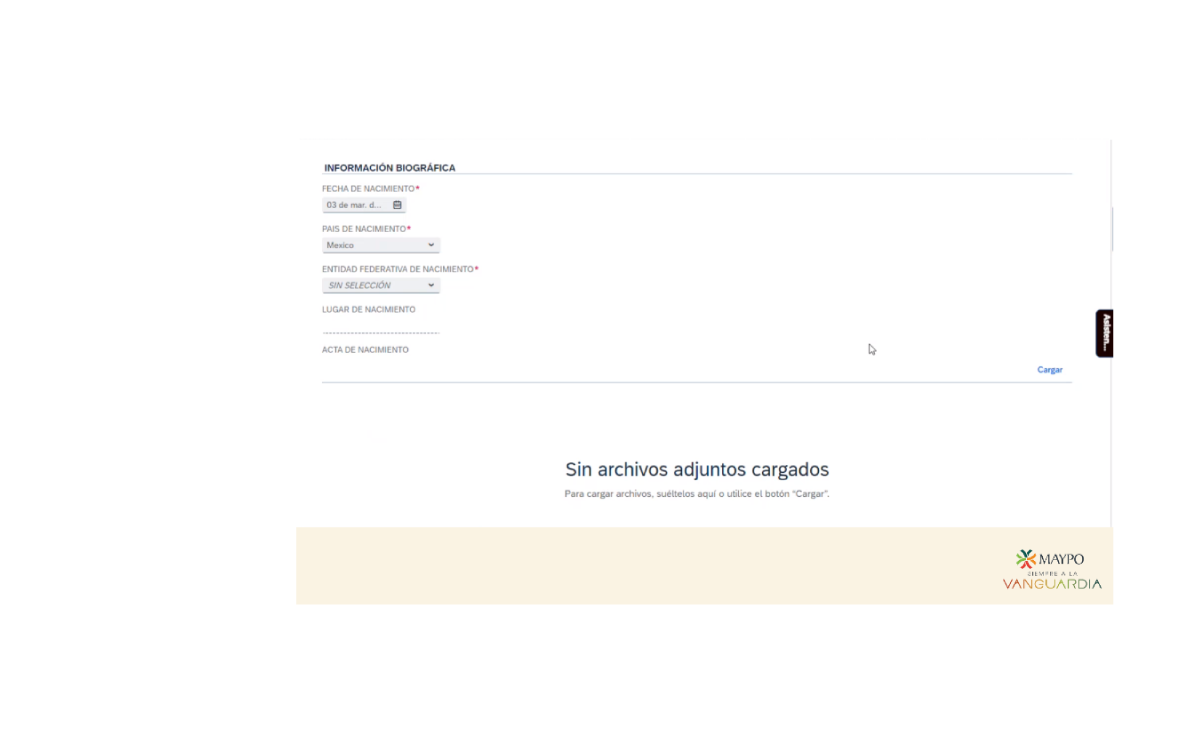 INFORMACIÓN BIOGRÁFICA
FECHA DE NACIMIENTO*
03 de mar. d...
PAIS DE NACIMIENTO*
Mexico
ENTIDAD FEDERATIVA DE NACIMIENTO*
SIN SELECCIÓN
LUGAR DE NACIMIENTO
ACTA DE NACIMIENTO
Asisten...
Cargar
Sin archivos adjuntos cargados
Para cargar archivos, suéltelos aquí o utilice el botón "Cargar".
MAYPO
SIEMPRE A LA
VANGUARDIA